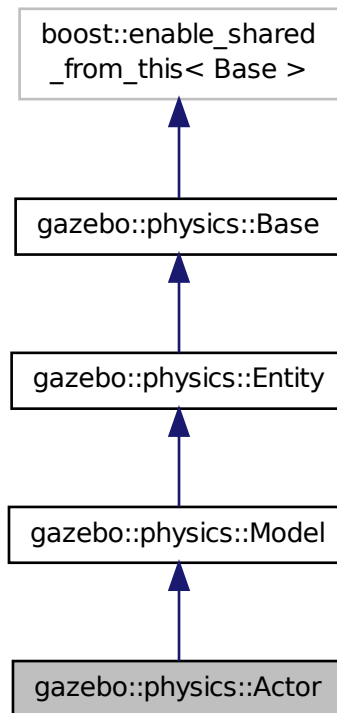 boost::enable_shared
_from_this< Base >
gazebo::physics::Base
gazebo::physics::Entity
gazebo::physics::Model
gazebo::physics::Actor